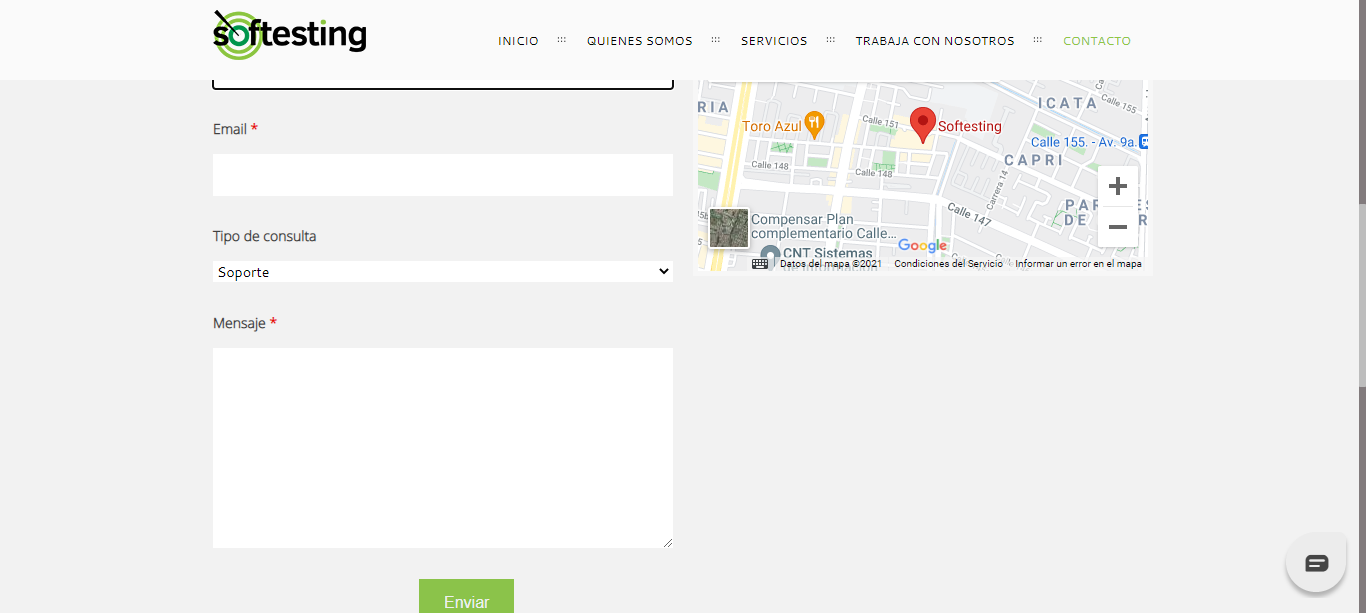 softesting
INICIO
QUIENES SOMOS
SERVICIOS
TRABAJA CON NOSOTROS
CONTACTO
Email *
Tipo de consulta
Soporte
Mensaje *
Enviar
RIA
ICATA
Calle 155
Toro Azul
Calle 151
Softesting
Calle 155. - Av. 9a.
CAPRI
Calle 148
Calle 148
Carrera 14
Calle 147
PAR
DE
R
Compensar Plan
complementario Calle...
CNT Sistemas
de Información
Google
Datos del mapa ©2021
Condiciones del Servicio
Informar un error en el mapa